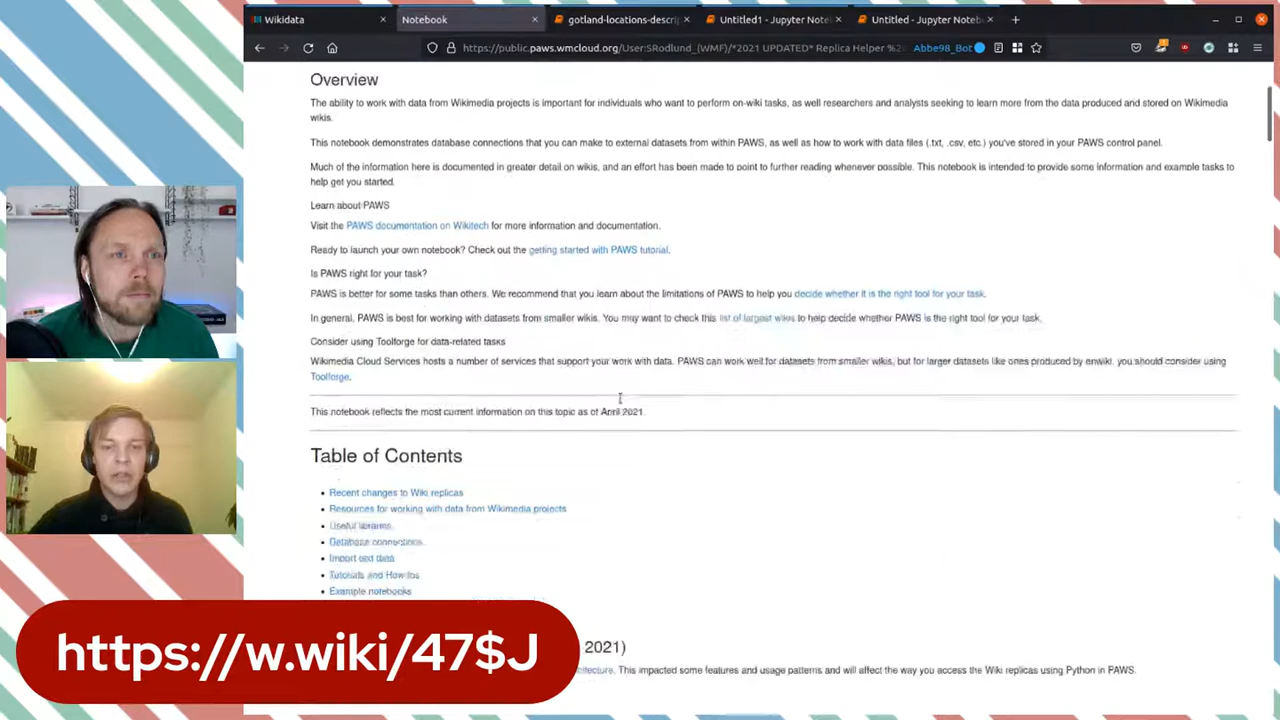 Wikidata
Notebook
gotland-locations-descrip
Untitled1 - Jupyter Noteb
Untitled - Jupyter Noteb
https://public.paws.wmcloud.org/User:SRodlund_(WMF)/*2021 UPDATED* Replica Helper %2
Abbe98_Bot
Overview
The ability to work with data from Wikimedia projects is important for individuals who want to perform on-wiki tasks, as well researchers and analysts seeking to learn more from the data produced and stored on Wikimedia
wikis.
This notebook demonstrates database connections that you can make to external datasets from within PAWS, as well as how to work with data files (.txt, .csv, etc.) you've stored in your PAWS control panel.
Much of the information here is documented in greater detail on wikis, and an effort has been made to point to further reading whenever possible. This notebook is intended to provide some information and example tasks to
help get you started.
Learn about PAWS
Visit the PAWS documentation on Wikitech for more information and documentation.
Ready to launch your own notebook? Check out the getting started with PAWS tutorial.
Is PAWS right for your task?
PAWS is better for some tasks than others. We recommend that you learn about the limitations of PAWS to help you decide whether it is the right tool for your task.
In general, PAWS is best for working with datasets from smaller wikis. You may want to check this list of largest wikis to help decide whether PAWS is the right tool for your task.
Consider using Toolforge for data-related tasks
Wikimedia Cloud Services hosts a number of services that support your work with data. PAWS can work well for datasets from smaller wikis, but for larger datasets like ones produced by enwiki, you should consider using
Toolforge.
This notebook reflects the most current information on this topic as of April 2021.
Table of Contents
Recent changes to Wiki replicas
Resources for working with data from Wikimedia projects
Useful libraries
Database connections
Import text data
Tutorials and How-tos
Example notebooks
2021)
hitecture. This impacted some features and usage patterns and will affect the way you access the Wiki replicas using Python in PAWS.
https://w.wiki/47$J